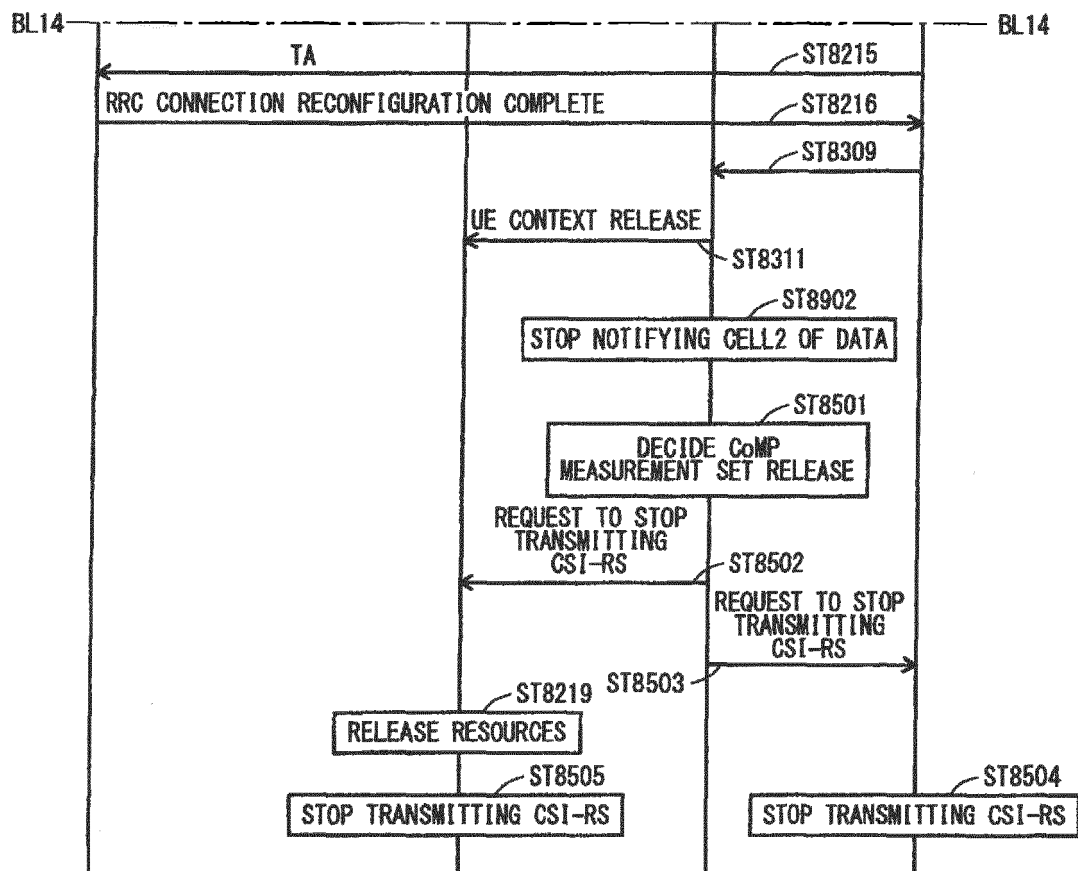 BL14
BL14
TA
ST8215
RRC CONNECTION RECONFIGURATION COMPLETE
ST8216
ST8309
UE CONTEXT RELEASE
ST8311
ST8902
STOP NOTIFYING CELL2 OF DATA
ST8501
DECIDE CoMP
MEASUREMENT SET RELEASE
REQUEST TO STOP
TRANSMITTING
CSI-RS
ST8502
REQUEST TO STOP
TRANSMITTING
CSI-RS
ST8503
ST8219
RELEASE RESOURCES
ST8505
STOP TRANSMITTING CSI-RS
ST8504
STOP TRANSMITTING CSI-RS